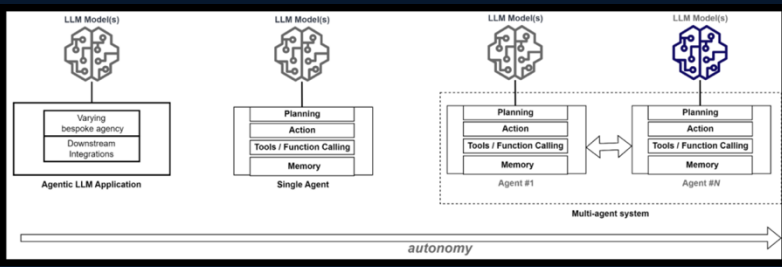 LLM Model(s)
LLM Model(s)
LLM Model(s)
LLM Model(s)
Varying
bespoke agency
Downstream
Integrations
Agentic LLM Application
Planning
Action
Tools / Function Calling
Memory
Single Agent
Planning
Action
Tools / Function Calling
Memory
Agent #1
Planning
Action
Tools / Function Calling
Memory
Agent #N
Multi-agent system
autonomy